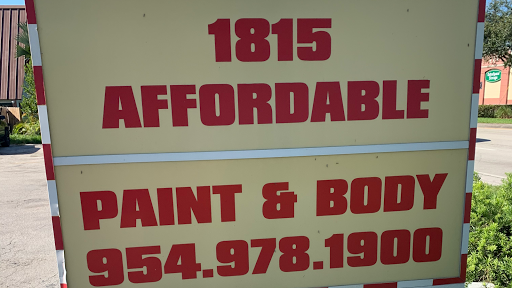 1815
AFFORDABLE
PAINT & BODY
954.978.1900